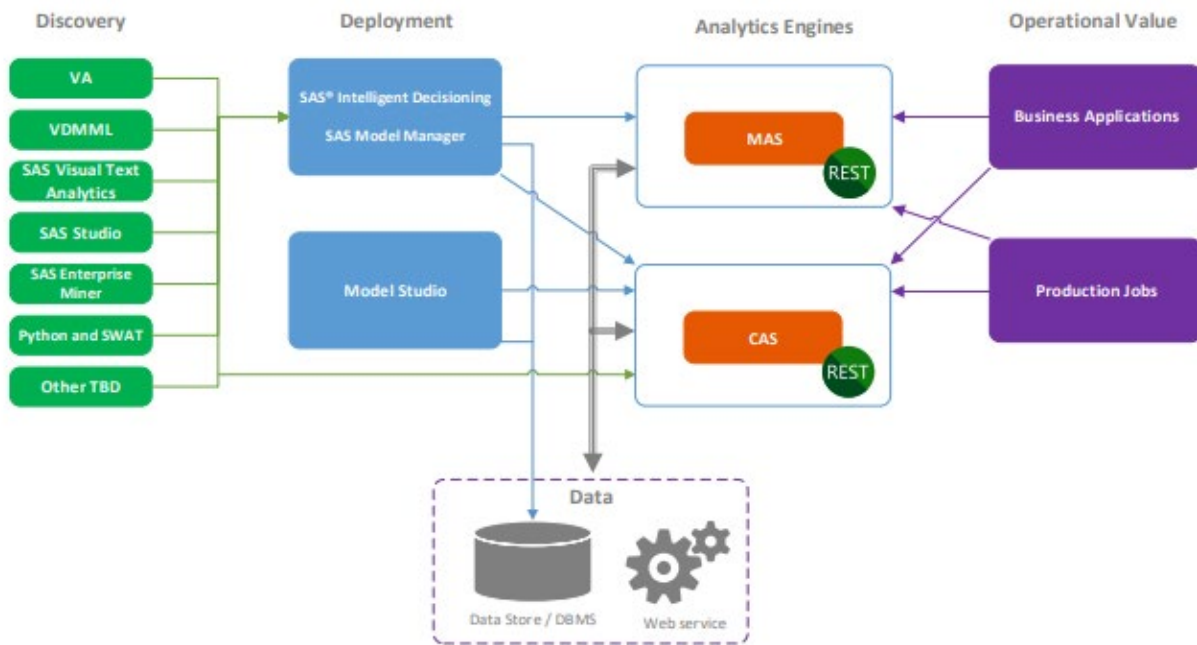 Discovery
Deployment
Analytics Engines
Operational Value
VA
VDMML
SAS Visual Text
Analytics
SAS Studio
SAS Enterprise
Miner
Python and SWAT
Other TBD
SAS® Intelligent Decisioning
SAS Model Manager
Model Studio
MAS
REST
CAS
REST
Business Applications
Production Jobs
Data
Data Store / DBMS
Web service